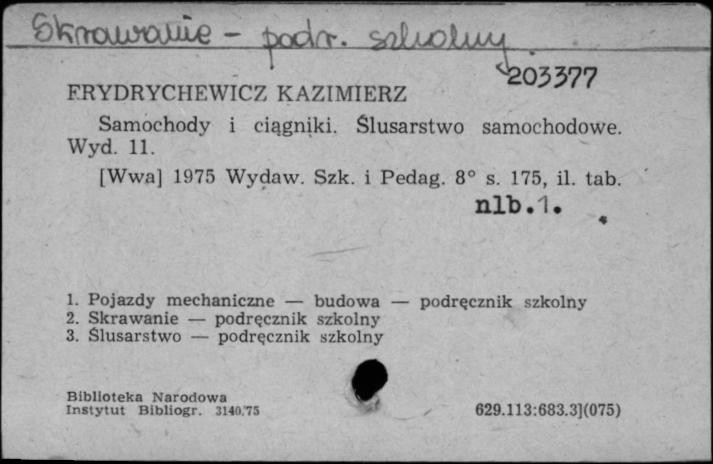 Skrawanie - podr. szkolny
203377
FRYDRYCHEWICZ KAZIMIERZ
Samochody i ciągniki. Ślusarstwo samochodowe.
Wyd. 11.
[Wwa] 1975 Wydaw. Szk. i Pedag. 8° s. 175, il. tab.
nlb.1.
1. Pojazdy mechaniczne — budowa — podręcznik szkolny
2. Skrawanie — podręcznik szkolny
3. Ślusarstwo — podręcznik szkolny
Biblioteka Narodowa
Instytut Bibliogr. 3140/75
629.113:683.3](075)